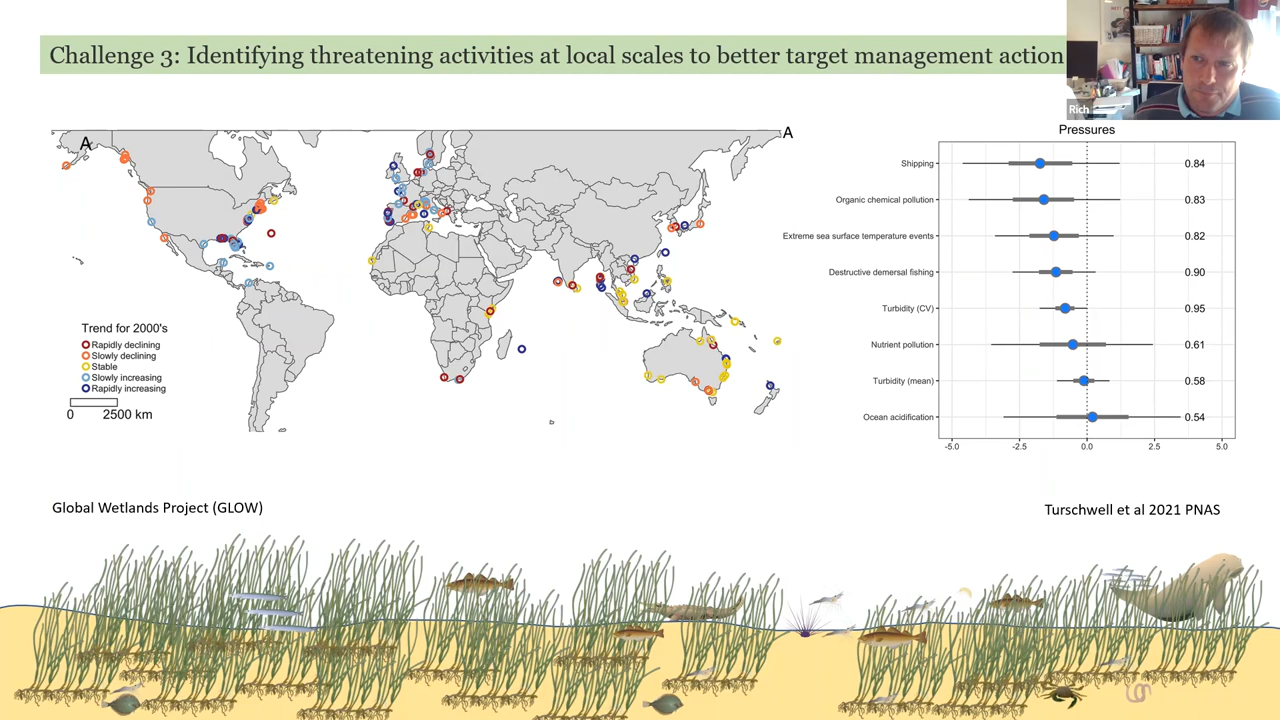 Challenge 3: Identifying threatening activities at local scales to better target management action
Rich
A
A
Trend for 2000's
Rapidly declining
Slowly declining
Stable
Slowly increasing
Rapidly increasing
0 2500 km
Pressures
Shipping 0.84
Organic chemical pollution 0.83
Extreme sea surface temperature events 0.82
Destructive demersal fishing 0.90
Turbidity (CV) 0.95
Nutrient pollution 0.61
Turbidity (mean) 0.58
Ocean acidification 0.54
-5.0 -2.5 0.0 2.5 5.0
Global Wetlands Project (GLOW)
Turschwell et al 2021 PNAS